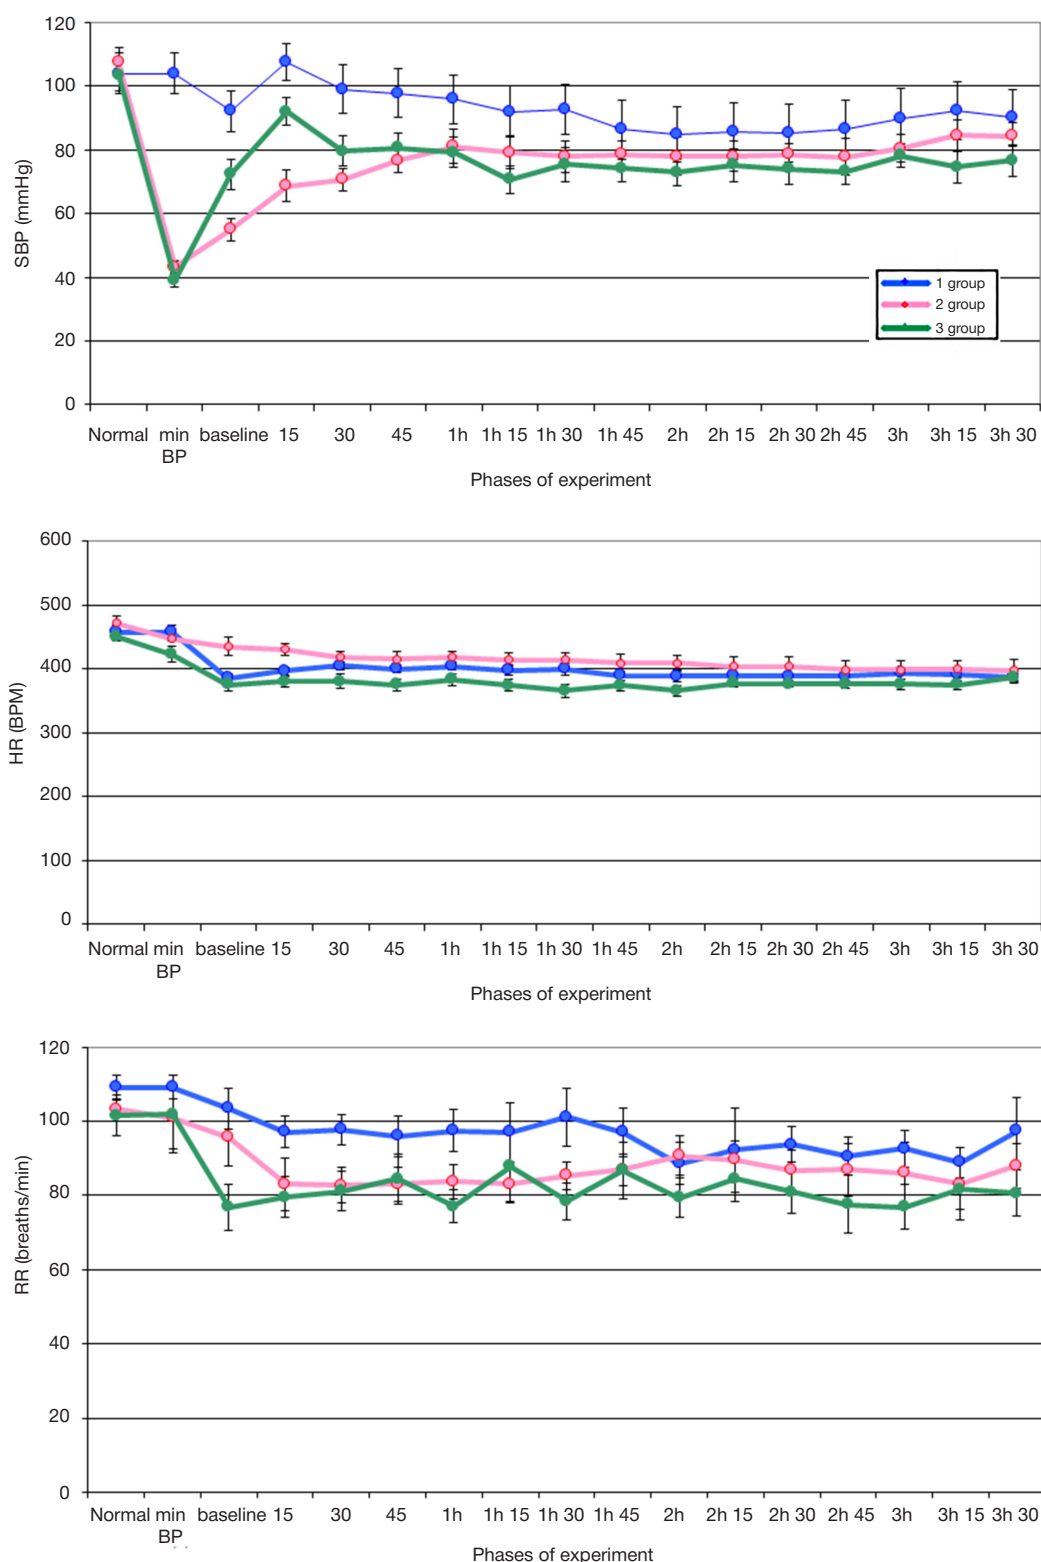 120
100
80
60
40
20
0
SBP (mmHg)
1 group
2 group
3 group
Normal min BP baseline 15 30 45 1h 1h 15 1h 30 1h 45 2h 2h 15 2h 30 2h 45 3h 3h 15 3h 30
Phases of experiment
600
500
400
300
200
100
0
HR (BPM)
Normal min BP baseline 15 30 45 1h 1h 15 1h 30 1h 45 2h 2h 15 2h 30 2h 45 3h 3h 15 3h 30
Phases of experiment
120
100
80
60
40
20
0
RR (breaths/min)
Normal min BP baseline 15 30 45 1h 1h 15 1h 30 1h 45 2h 2h 15 2h 30 2h 45 3h 3h 15 3h 30
Phases of experiment